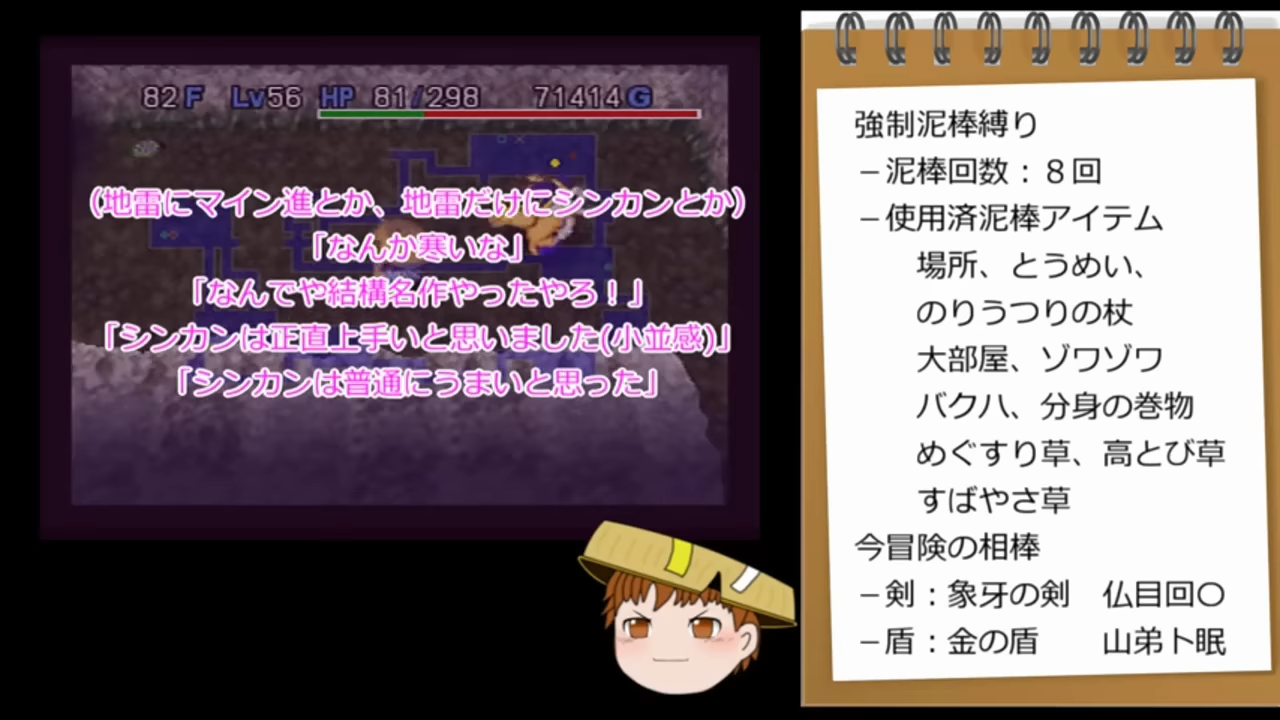 82F Lv56 HP 81/298 71414G
（地雷にマイン進とか、地雷だけにシンカンとか）
「なんか寒いな」
「なんでや結構名作やったやろ！」
「シンカンは正直上手いと思いました(小並感)」
「シンカンは普通にうまいと思った」
強制泥棒縛り
－泥棒回数：８回
－使用済泥棒アイテム
場所、とうめい、
のりうつりの杖
大部屋、ゾワゾワ
バクハ、分身の巻物
めぐすり草、高とび草
すばやさ草
今冒険の相棒
－剣：象牙の剣　仏目回〇
－盾：金の盾　　山弟ト眠